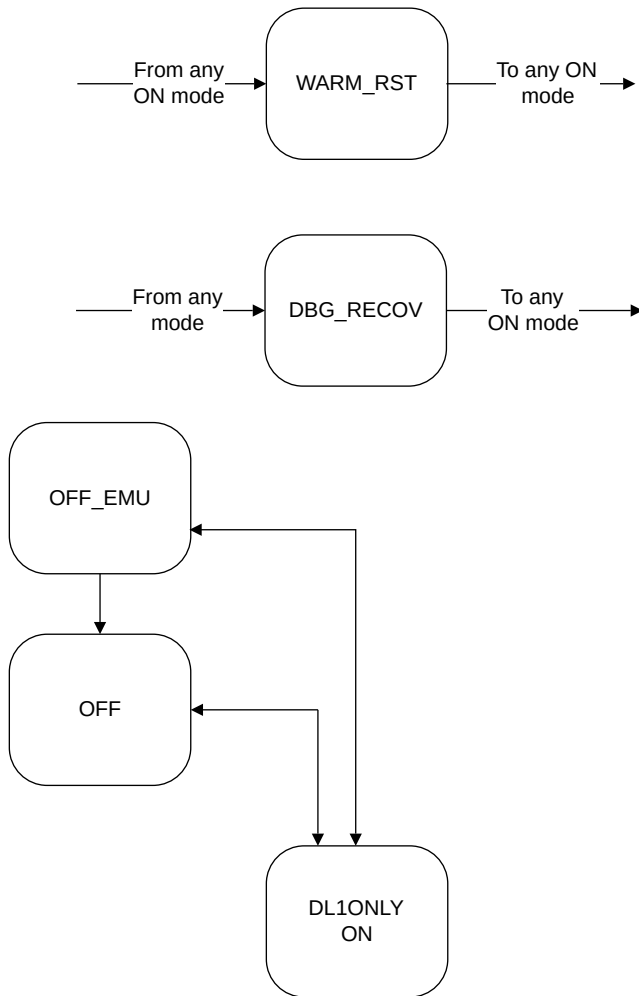 From any
ON mode
WARM_RST
To any ON
mode
From any
mode
DBG_RECOV
To any
ON mode
OFF_EMU
OFF
DL1ONLY
ON